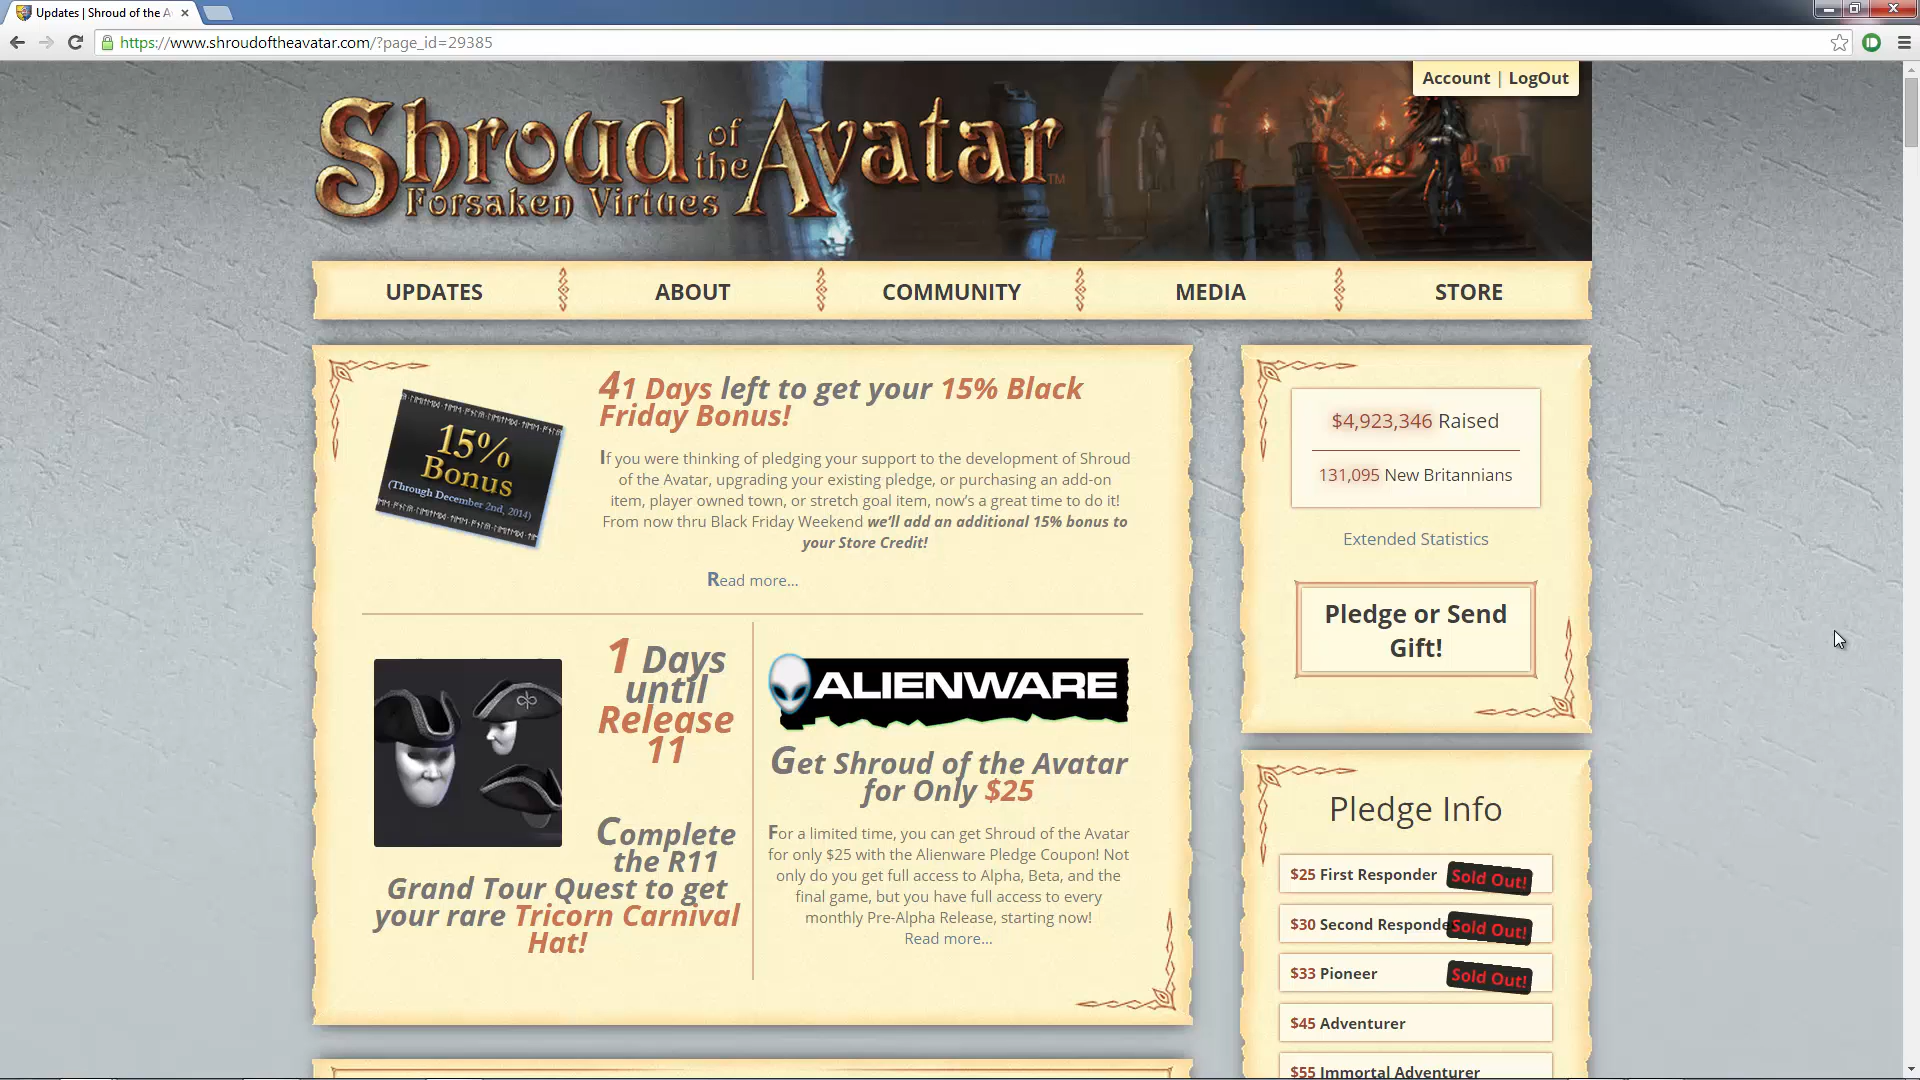 Updates | Shroud of the A
https://www.shroudoftheavatar.com/?page_id=29385
Account | LogOut
Shroud of the Avatar™
Forsaken Virtues
UPDATES
ABOUT
COMMUNITY
MEDIA
STORE
15%
Bonus
(Through December 2nd, 2014)
41 Days left to get your 15% Black
Friday Bonus!
If you were thinking of pledging your support to the development of Shroud
of the Avatar, upgrading your existing pledge, or purchasing an add-on
item, player owned town, or stretch goal item, now's a great time to do it!
From now thru Black Friday Weekend we'll add an additional 15% bonus to
your Store Credit!
Read more...
1 Days
until
Release
11
Complete
the R11
Grand Tour Quest to get
your rare Tricorn Carnival
Hat!
ALIENWARE
Get Shroud of the Avatar
for Only $25
For a limited time, you can get Shroud of the Avatar
for only $25 with the Alienware Pledge Coupon! Not
only do you get full access to Alpha, Beta, and the
final game, but you have full access to every
monthly Pre-Alpha Release, starting now!
Read more...
$4,923,346 Raised
131,095 New Britannians
Extended Statistics
Pledge or Send
Gift!
Pledge Info
$25 First Responder Sold Out!
$30 Second Responde Sold Out!
$33 Pioneer Sold Out!
$45 Adventurer
$55 Immortal Adventurer